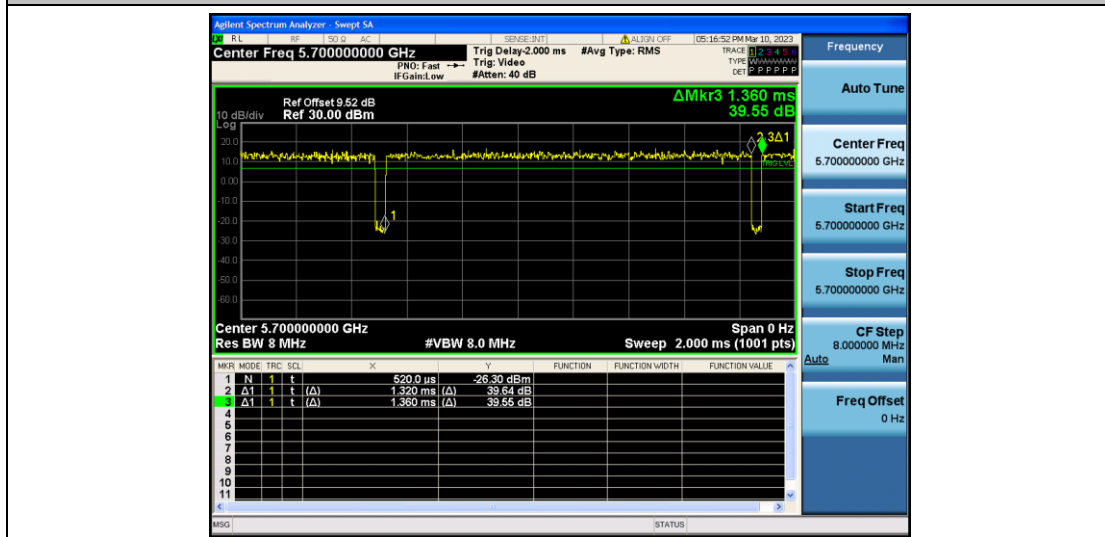 Agilent Spectrum Analyzer - Swept SA
RL RF 50 Ω AC SENSE:INT ALIGN OFF 05:16:52 PM Mar 10, 2023
Center Freq 5.700000000 GHz
PNO: Fast
IFGain:Low
Trig Delay-2.000 ms
Trig: Video
#Atten: 40 dB
#Avg Type: RMS
TRACE 1 2 3 4 5 6
TYPE
DET P P P P P P
ΔMkr3 1.360 ms
39.55 dB
Ref Offset 9.52 dB
10 dB/div Ref 30.00 dBm
Log
20.0
10.0
0.00
-10.0
-20.0
-30.0
-40.0
-50.0
-60.0
1
2 3Δ1
TRIG LVL
Center 5.700000000 GHz Span 0 Hz
Res BW 8 MHz #VBW 8.0 MHz Sweep 2.000 ms (1001 pts)
MKR MODE TRC SCL X Y FUNCTION FUNCTION WIDTH FUNCTION VALUE
1 N 1 t 520.0 us -26.30 dBm
2 Δ1 1 t (Δ) 1.320 ms (Δ) 39.64 dB
3 Δ1 1 t (Δ) 1.360 ms (Δ) 39.55 dB
4
5
6
7
8
9
10
11
MSG STATUS
Frequency
Auto Tune
Center Freq
5.700000000 GHz
Start Freq
5.700000000 GHz
Stop Freq
5.700000000 GHz
CF Step
8.000000 MHz
Auto Man
Freq Offset
0 Hz